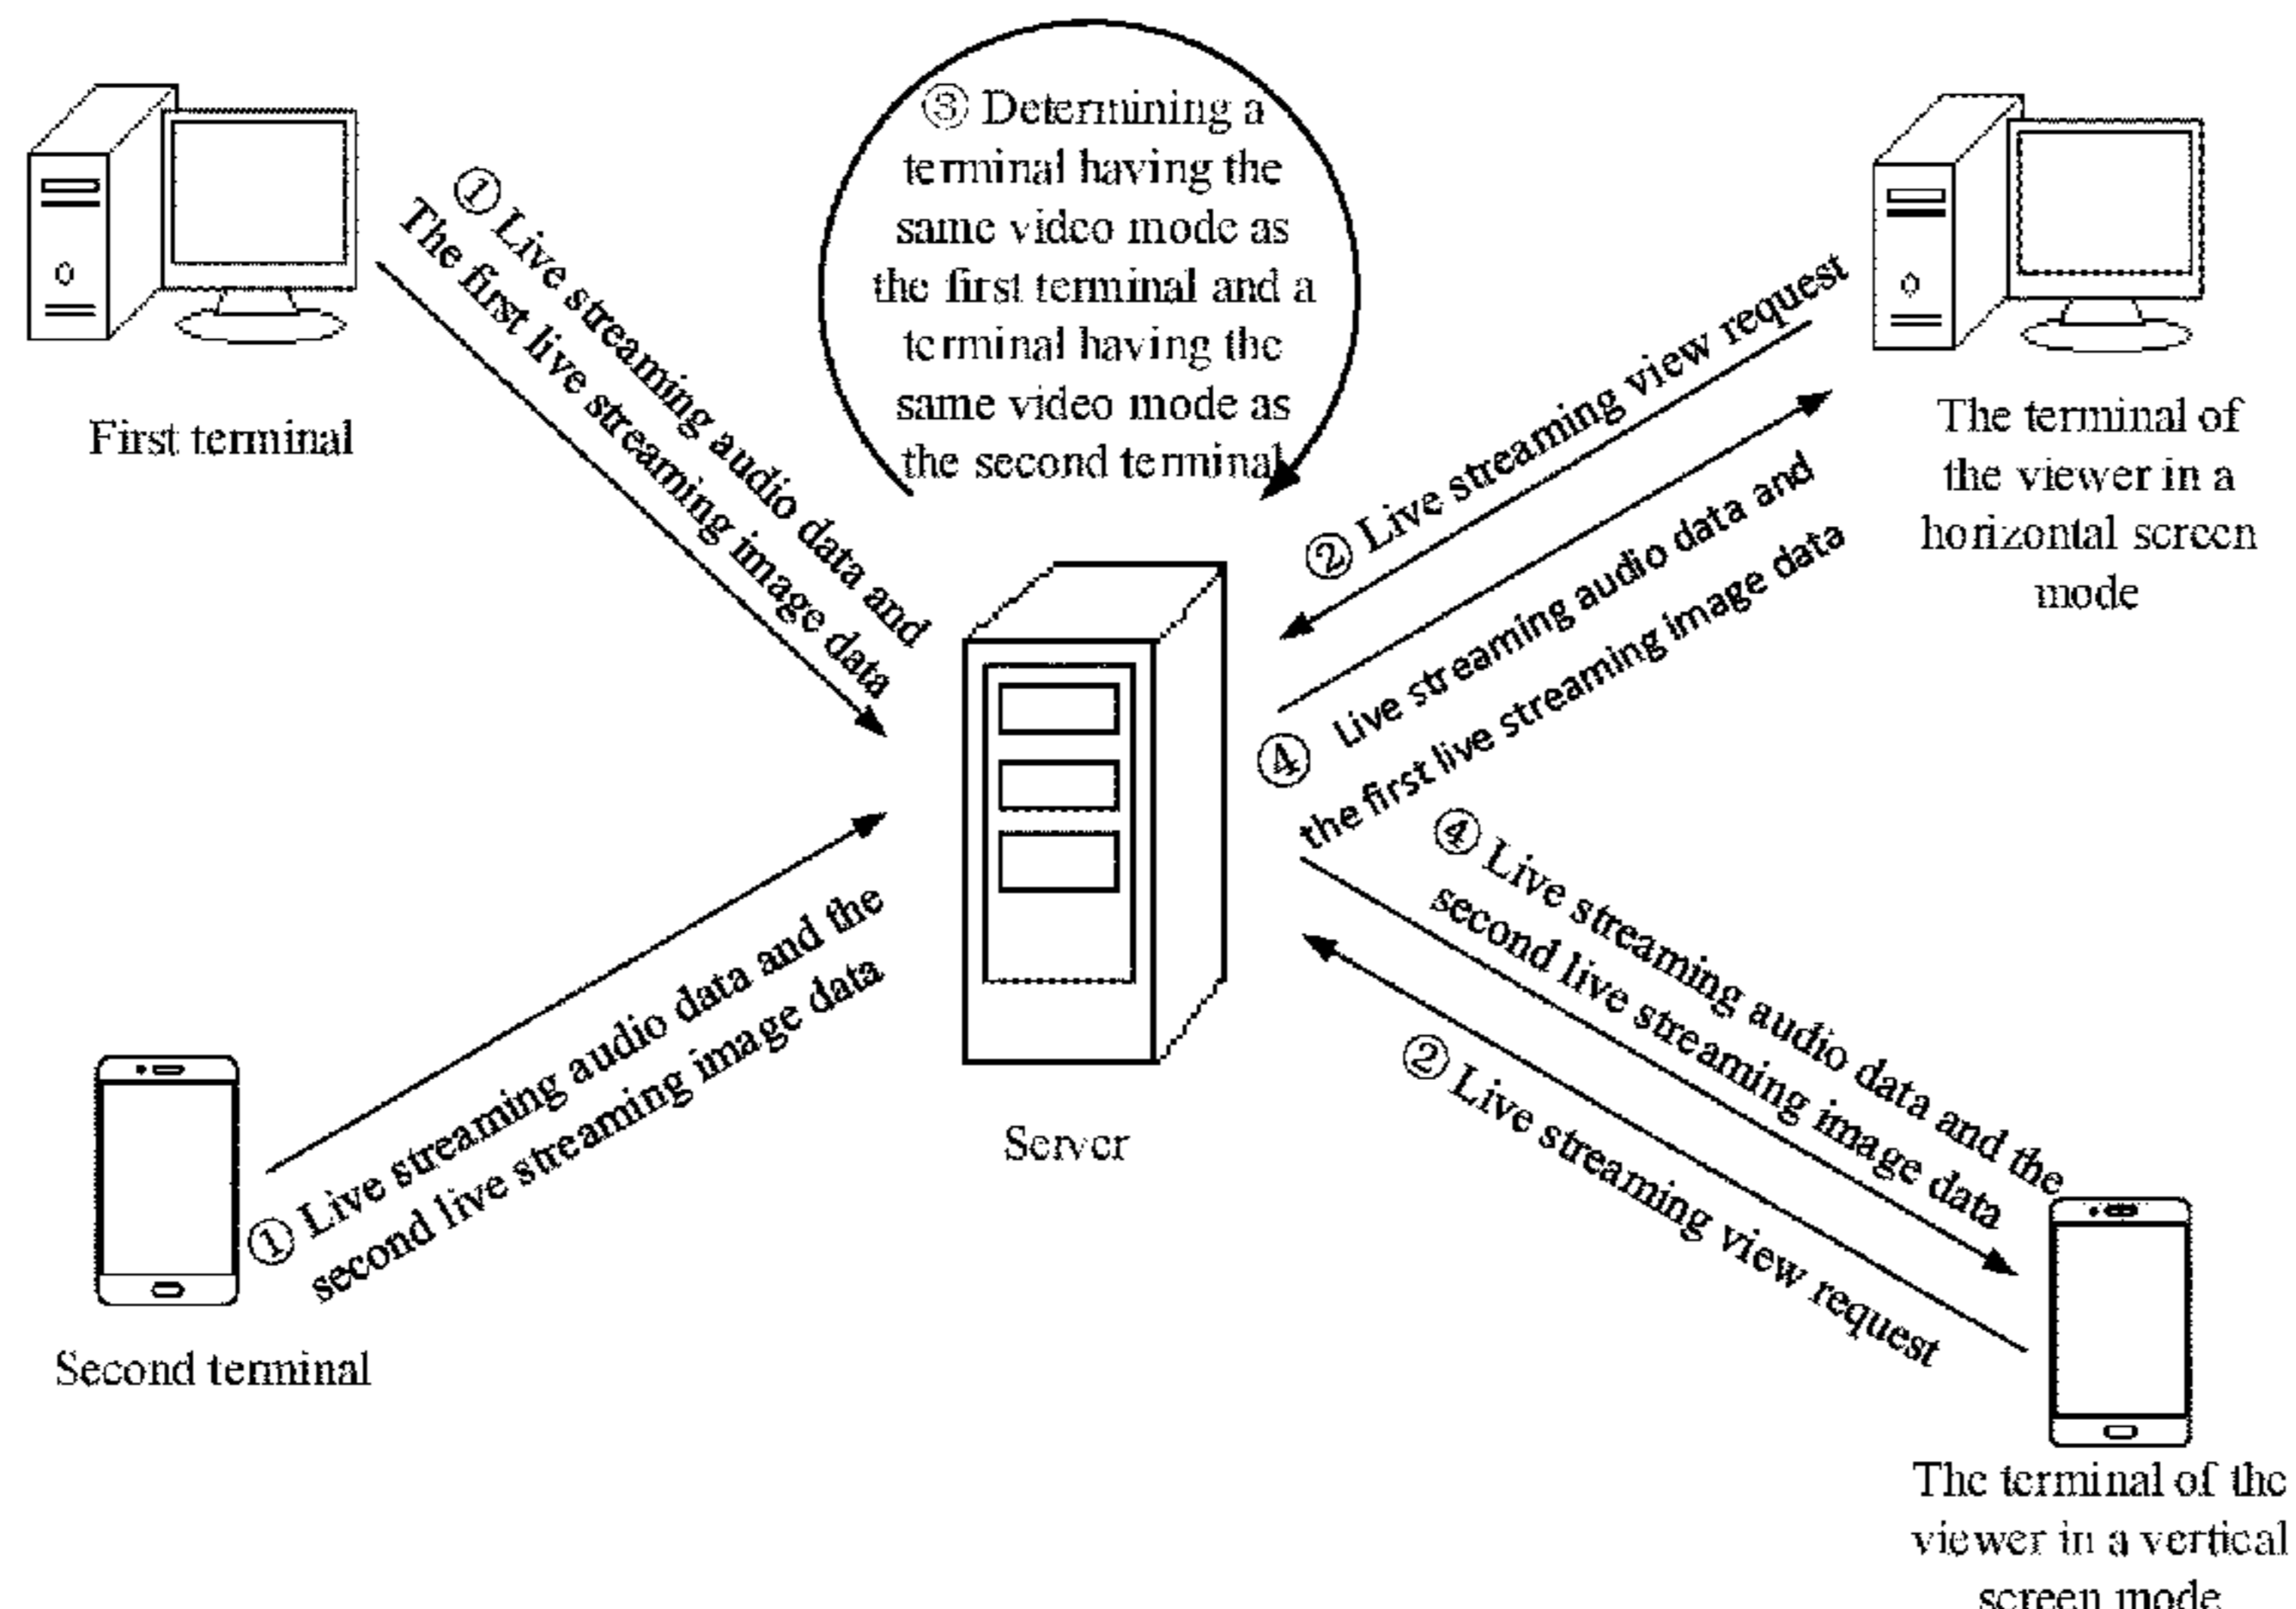 ① Live streaming audio data and
The first live streaming image data
First terminal
③ Determining a
terminal having the
same video mode as
the first terminal and a
terminal having the
same video mode as
the second terminal
② Live streaming view request
④ Live streaming audio data and
the first live streaming image data
The terminal of
the viewer in a
horizontal screen
mode
① Live streaming audio data and the
second live streaming image data
Second terminal
Server
④ Live streaming audio data and the
second live streaming image data
② Live streaming view request
The terminal of the
viewer in a vertical
screen mode